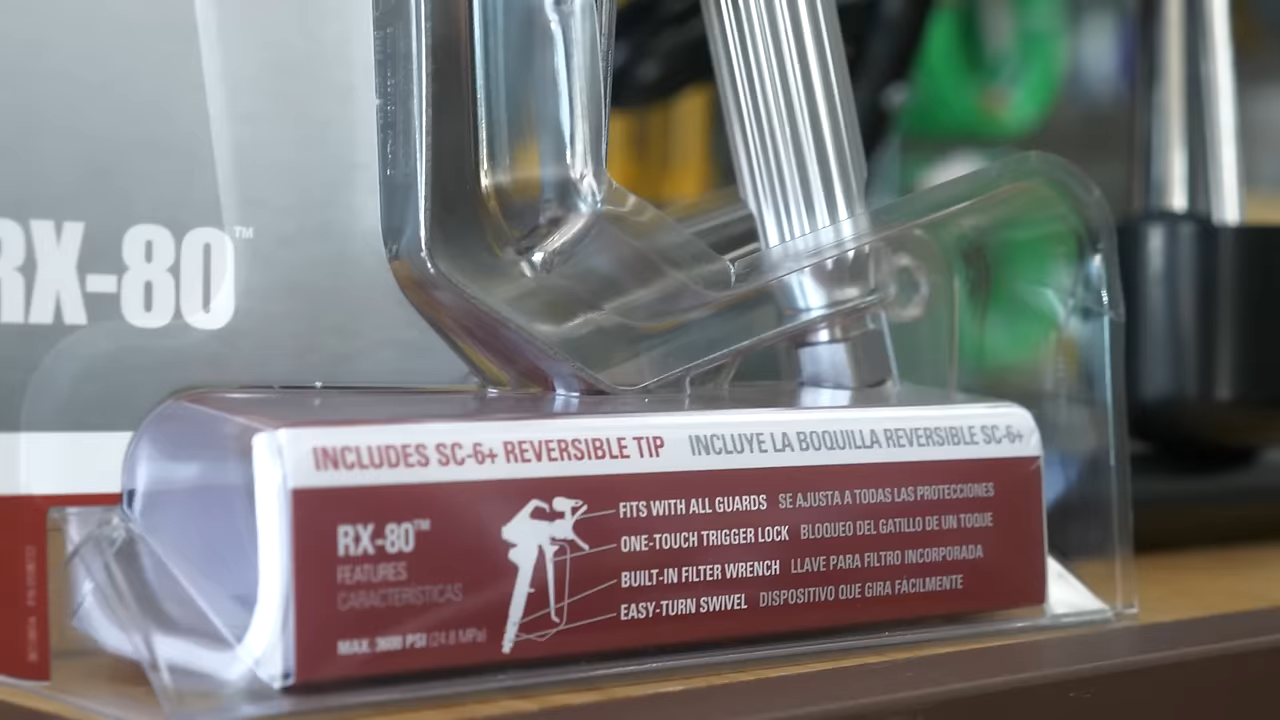 RX-80™
INCLUDES SC-6+ REVERSIBLE TIP INCLUYE LA BOQUILLA REVERSIBLE SC-6+
RX-80™
FEATURES
CARACTERÍSTICAS
MAX. 3600 PSI (24.8 MPa)
FITS WITH ALL GUARDS SE AJUSTA A TODAS LAS PROTECCIONES
ONE-TOUCH TRIGGER LOCK BLOQUEO DEL GATILLO DE UN TOQUE
BUILT-IN FILTER WRENCH LLAVE PARA FILTRO INCORPORADA
EASY-TURN SWIVEL DISPOSITIVO QUE GIRA FÁCILMENTE